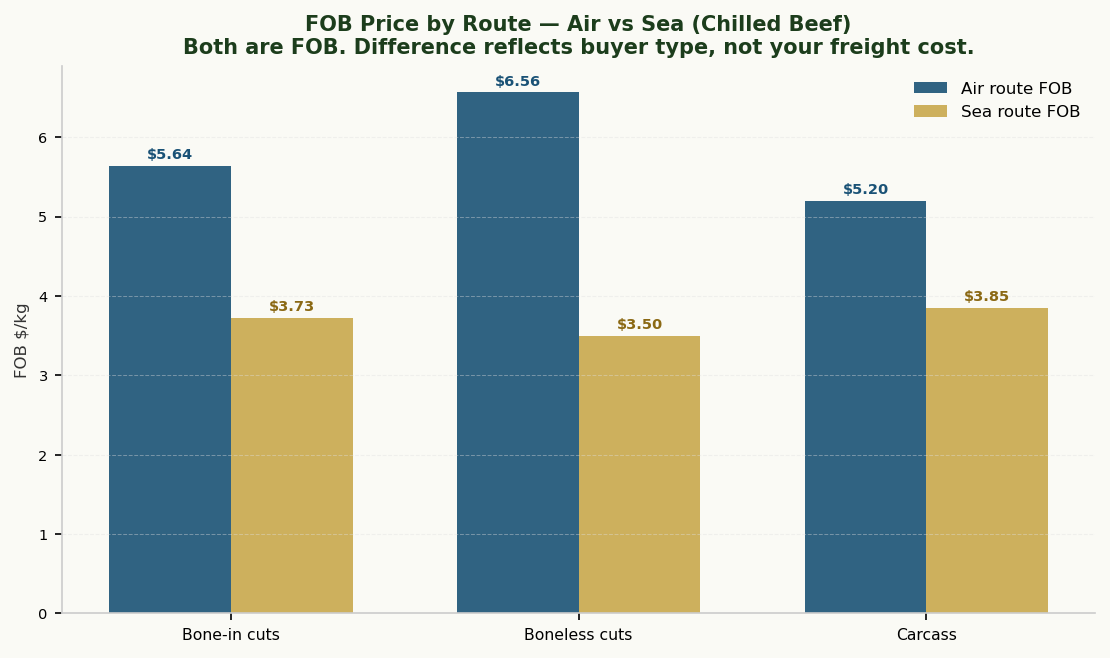 FOB Price by Route — Air vs Sea (Chilled Beef)
Both are FOB. Difference reflects buyer type, not your freight cost.
Air route FOB
Sea route FOB
$5.64
$3.73
$6.56
$3.50
$5.20
$3.85
FOB $/kg
6
5
4
3
2
1
0
Bone-in cuts
Boneless cuts
Carcass